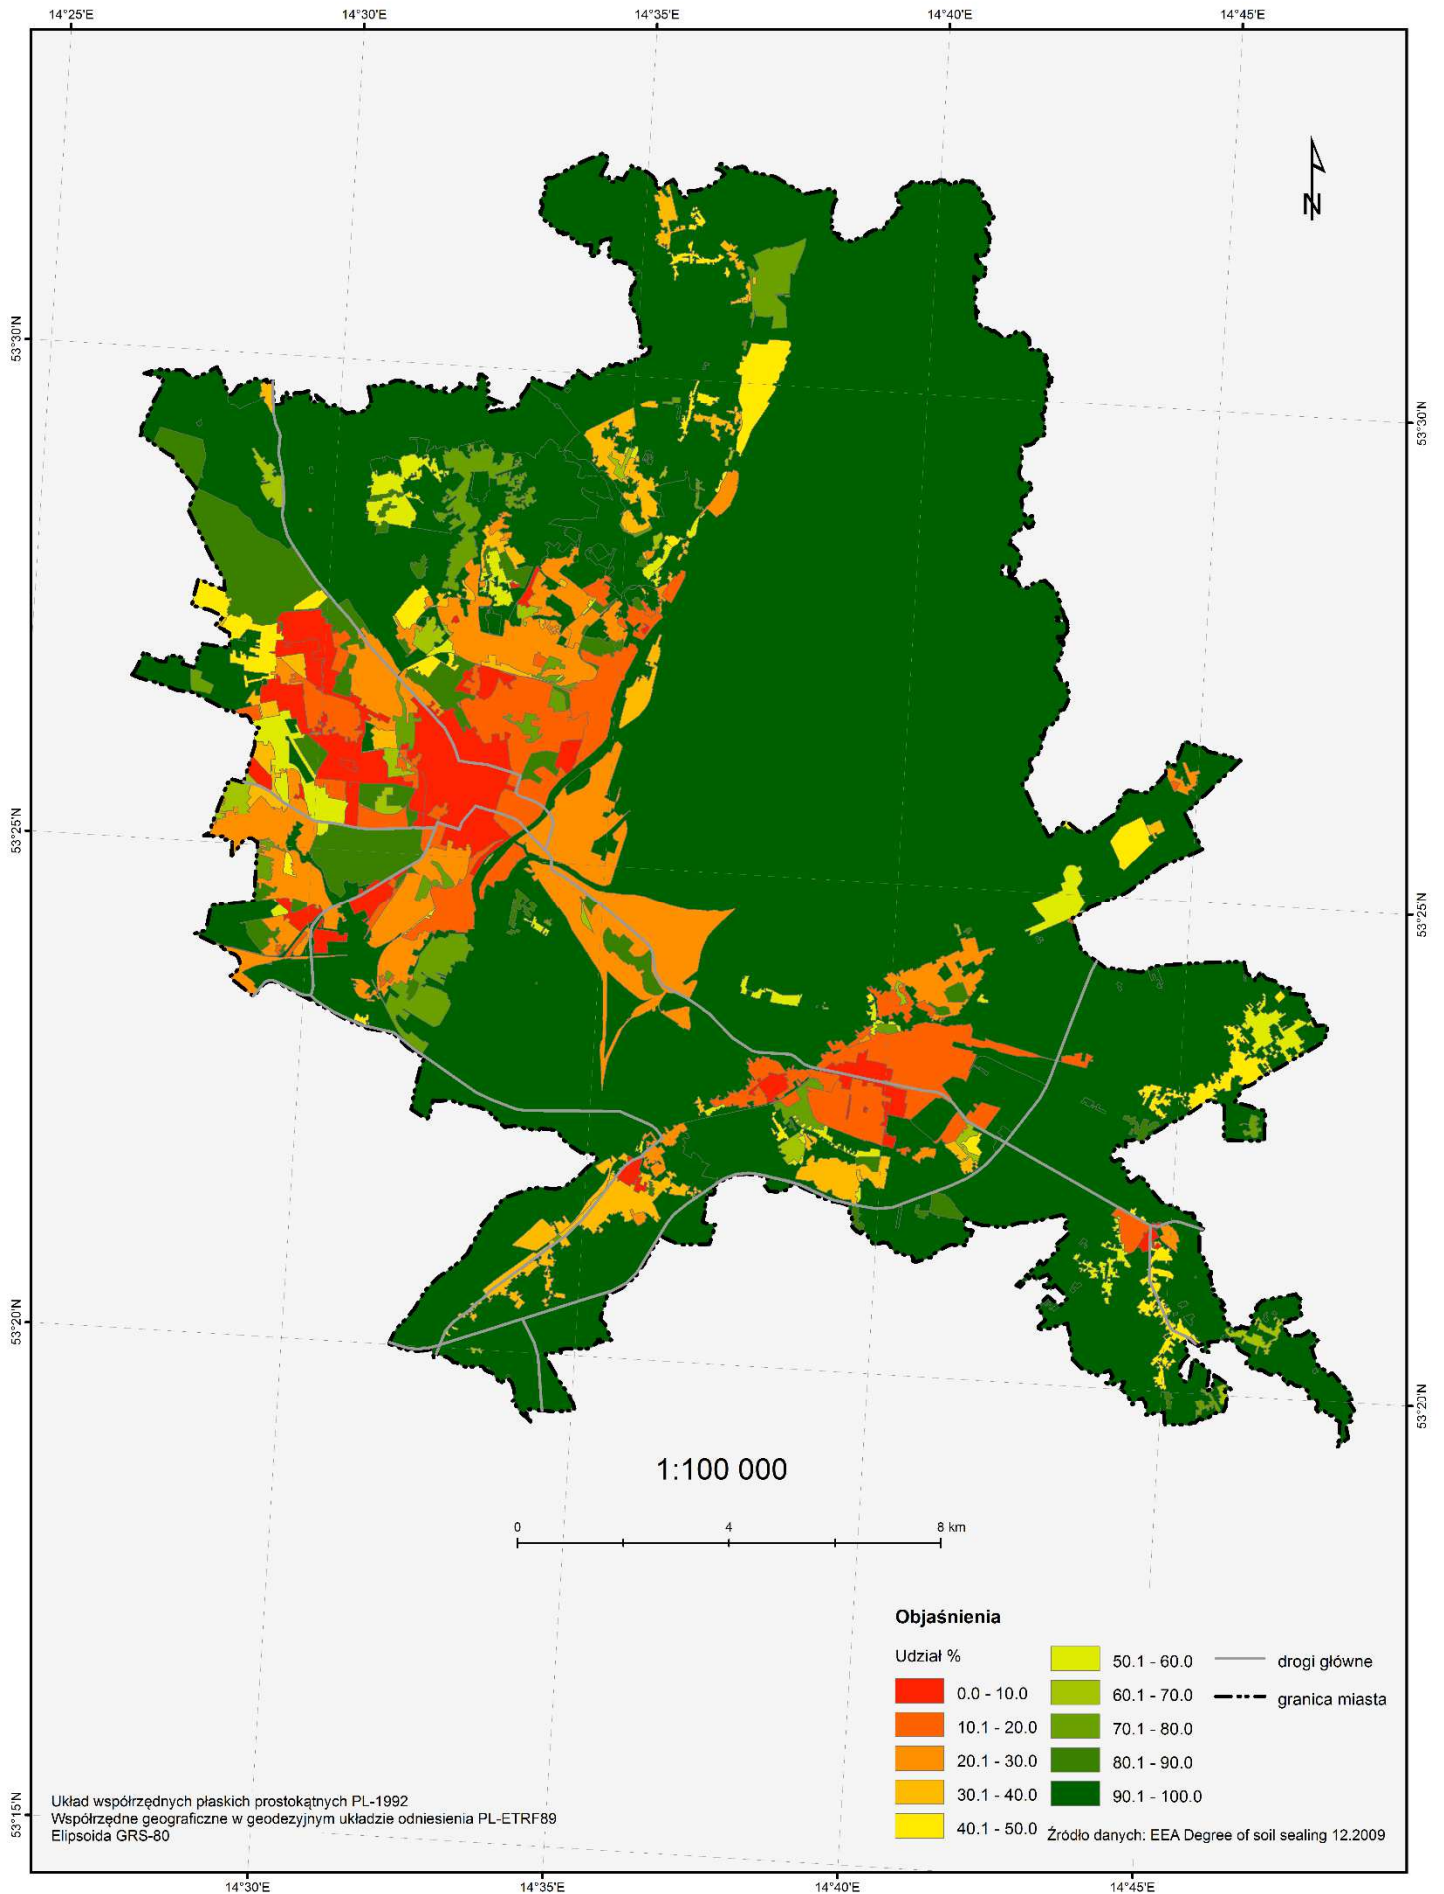 14°25'E
14°30'E
14°35'E
14°40'E
14°45'E
N
53°30'N
53°30'N
53°25'N
53°25'N
53°20'N
53°20'N
1:100 000
0 4 8 km
Objaśnienia
Udział %
0.0 - 10.0
10.1 - 20.0
20.1 - 30.0
30.1 - 40.0
40.1 - 50.0
50.1 - 60.0
60.1 - 70.0
70.1 - 80.0
80.1 - 90.0
90.1 - 100.0
drogi główne
granica miasta
53°15'N
Układ współrzędnych płaskich prostokątnych PL-1992
Współrzędne geograficzne w geodezyjnym układzie odniesienia PL-ETRF89
Elipsoida GRS-80
Źródło danych: EEA Degree of soil sealing 12.2009
14°30'E
14°35'E
14°40'E
14°45'E